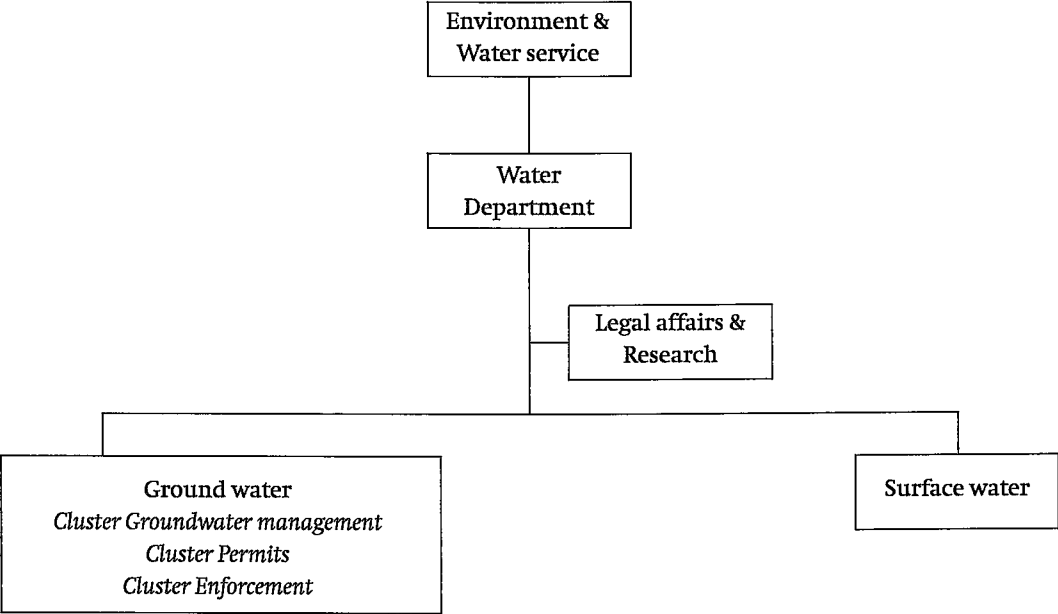 Environment &
Water service
Water
Department
Legal affairs &
Research
Ground water
Cluster Groundwater management
Cluster Permits
Cluster Enforcement
Surface water